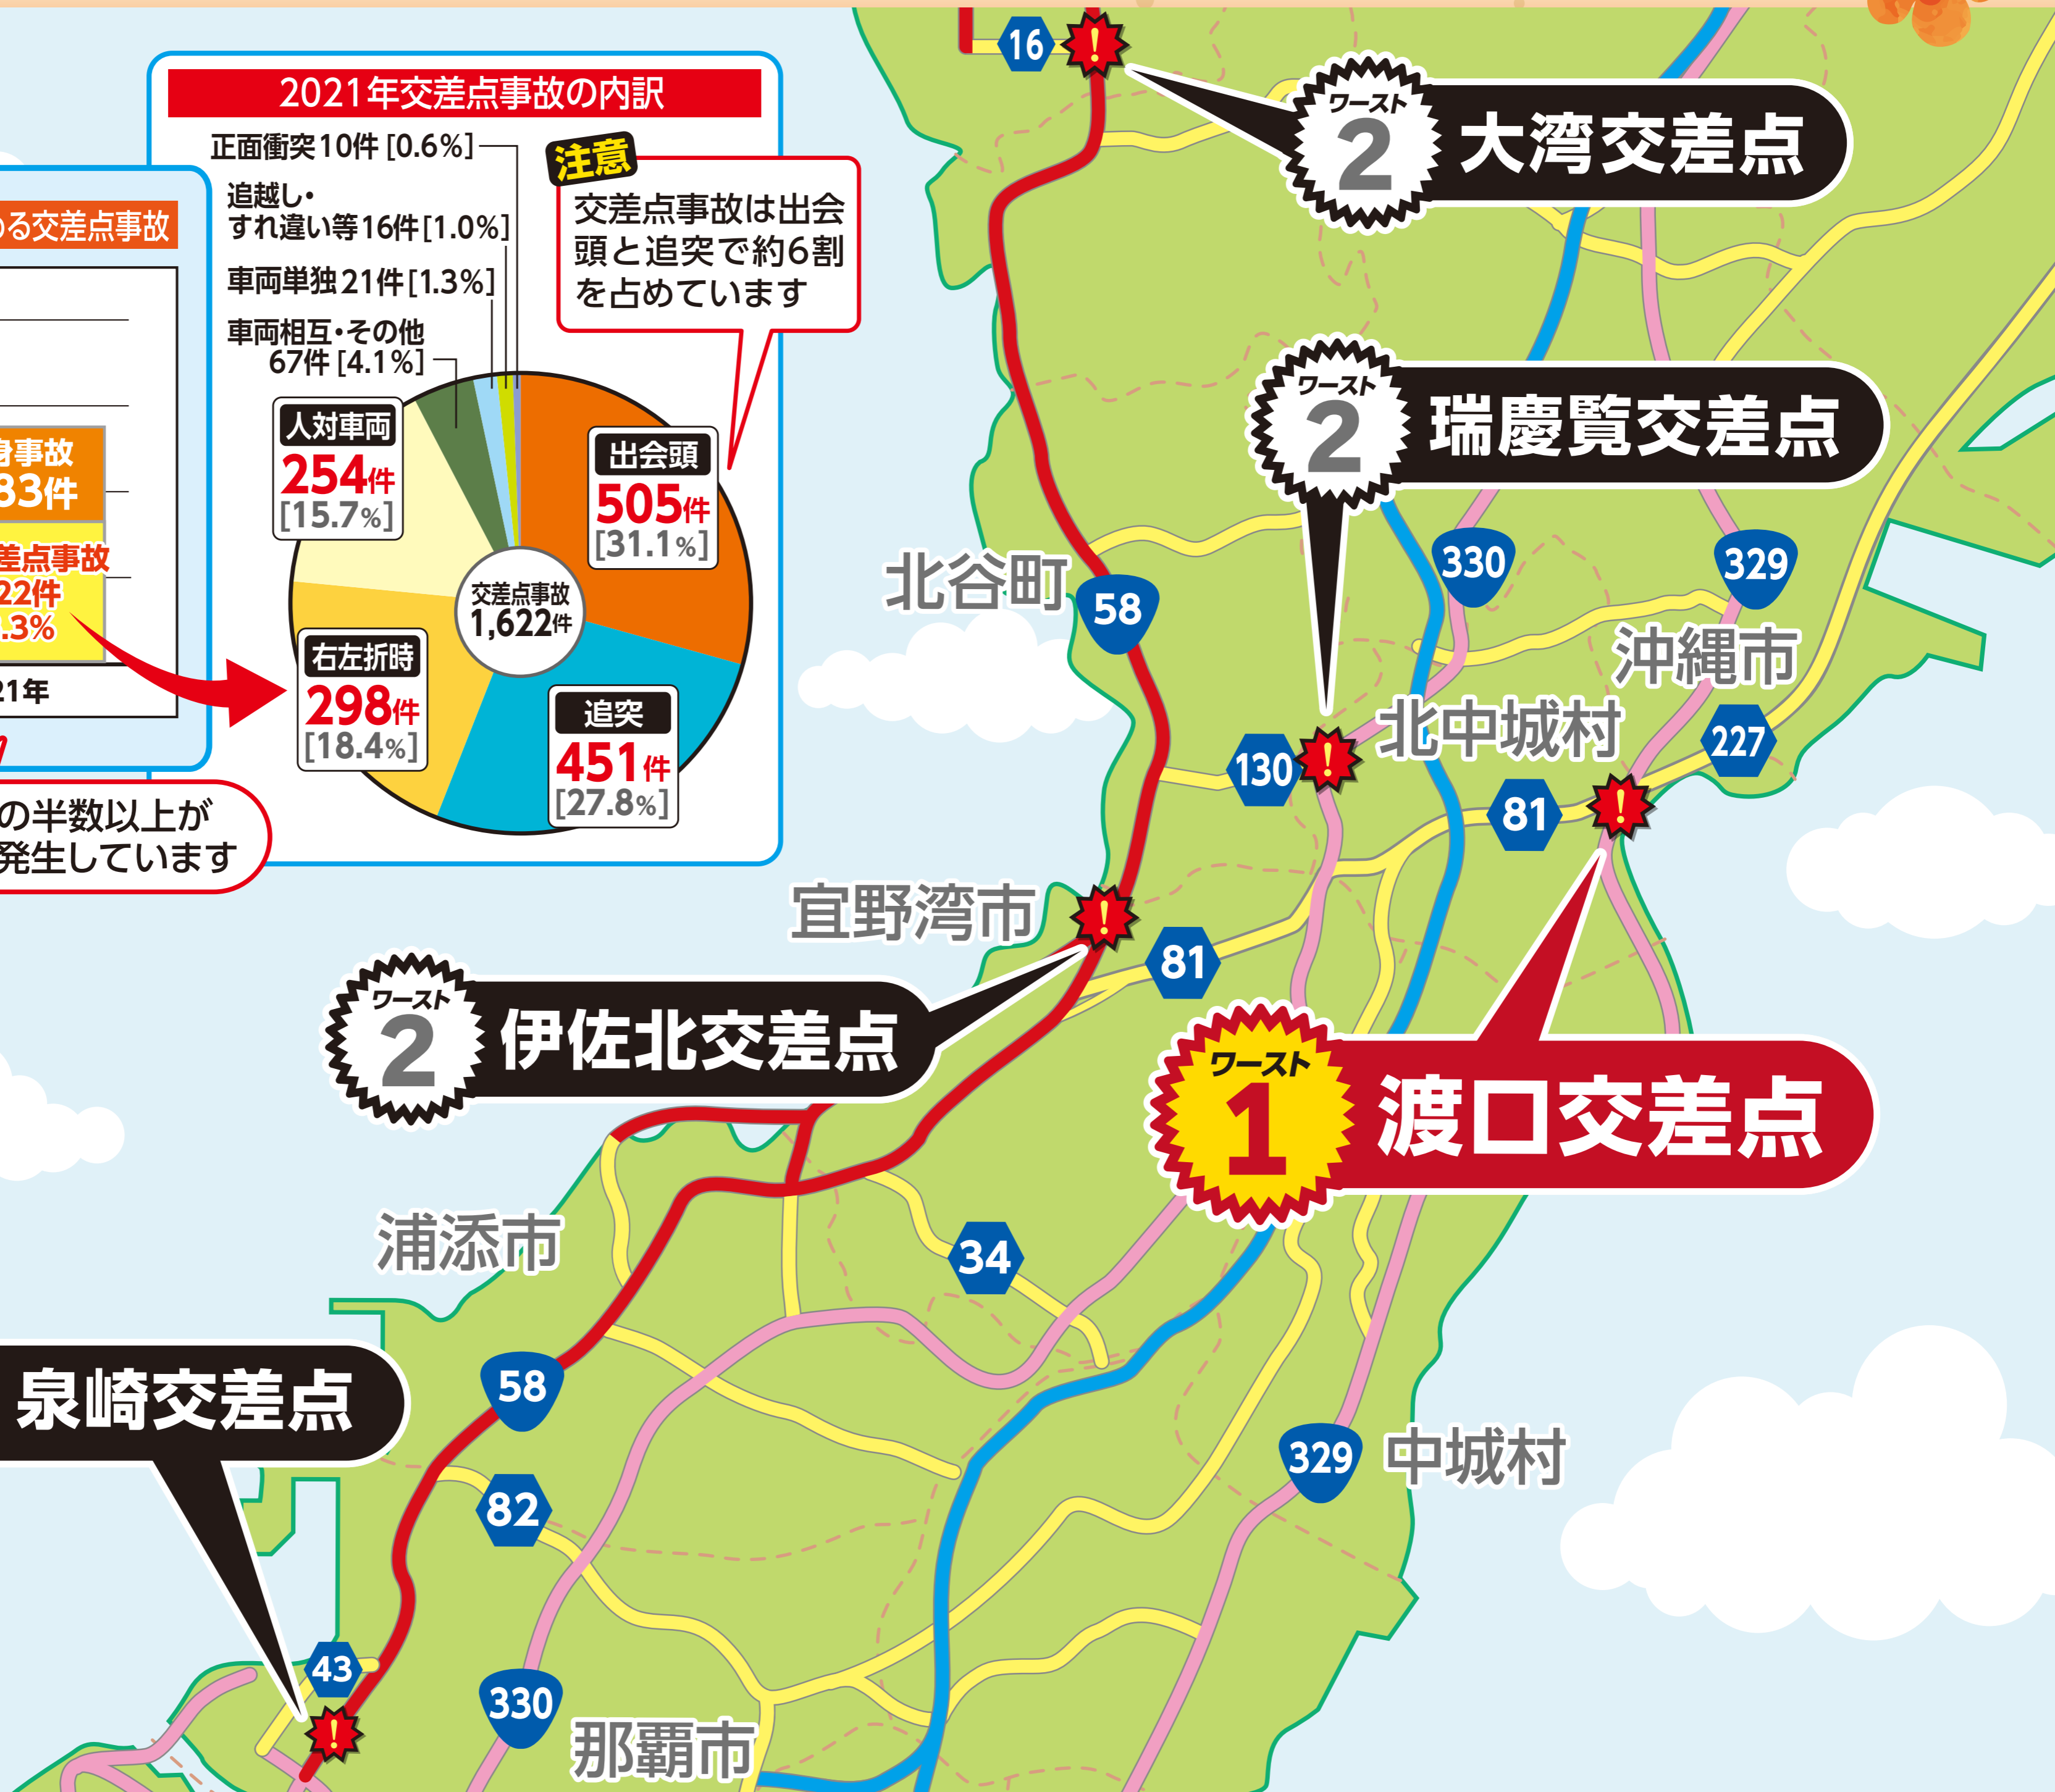 2021年交差点事故の内訳
正面衝突10件 [0.6%]
追越し・
すれ違い等16件[1.0%]
車両単独21件[1.3%]
車両相互・その他
67件 [4.1%]
注意
交差点事故は出会
頭と追突で約6割
を占めています
人対車両
254件
[15.7%]
出会頭
505件
[31.1%]
交差点事故
1,622件
右左折時
298件
[18.4%]
追突
451件
[27.8%]
める交差点事故
身事故
83件
差点事故
22件
.3%
21年
の半数以上が
発生しています
16
ワースト
2
大湾交差点
ワースト
2
瑞慶覧交差点
北谷町
58
330
329
沖縄市
北中城村
130
227
81
宜野湾市
81
ワースト
2
伊佐北交差点
ワースト
1
渡口交差点
浦添市
34
泉崎交差点
58
329
中城村
82
43
330
那覇市